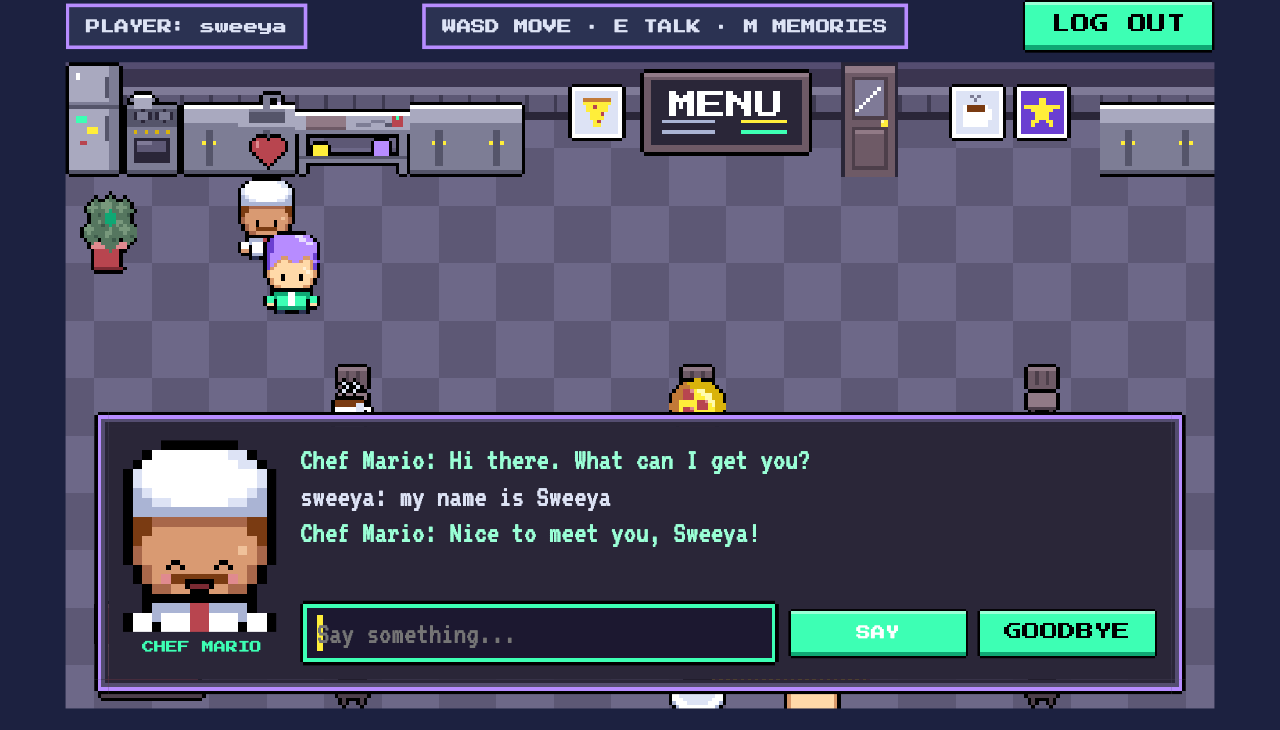 PLAYER: sweeya
WASD MOVE · E TALK · M MEMORIES
LOG OUT
MENU
Chef Mario: Hi there. What can I get you?
sweeya: my name is Sweeya
Chef Mario: Nice to meet you, Sweeya!
Say something...
SAY
GOODBYE
CHEF MARIO